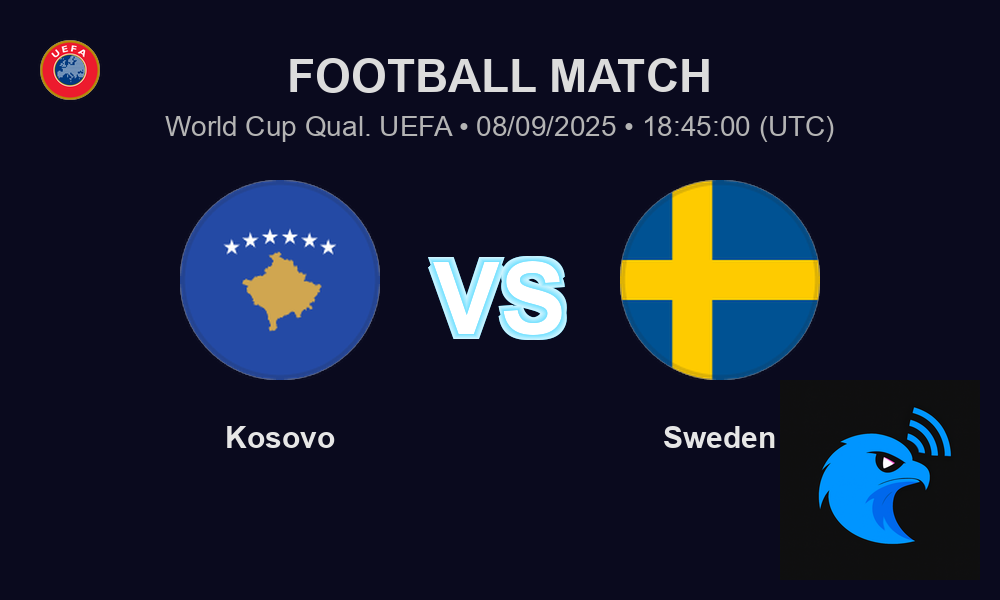 UEFA
FOOTBALL MATCH
World Cup Qual. UEFA • 08/09/2025 • 18:45:00 (UTC)
VS
Kosovo
Sweden